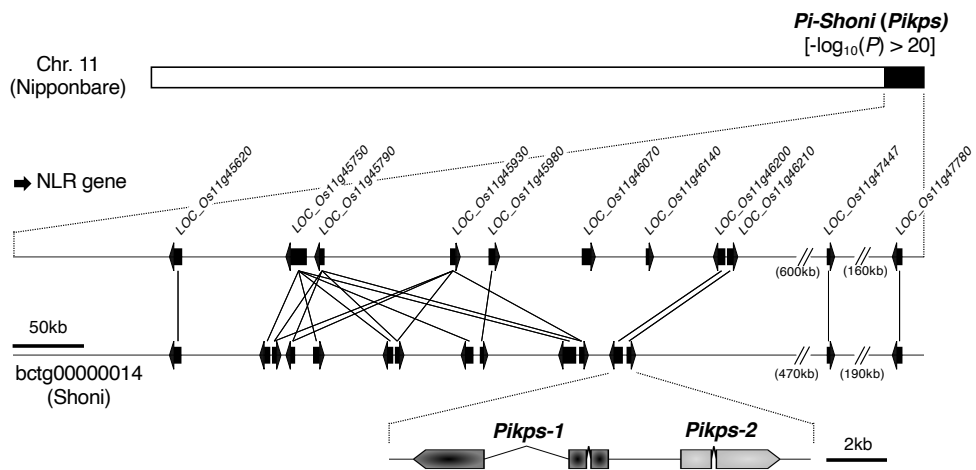 Pi-Shoni (Pikps)
[-log10(P) > 20]
Chr. 11
(Nipponbare)
NLR gene
LOC_Os11g45620
LOC_Os11g45750
LOC_Os11g45790
LOC_Os11g45930
LOC_Os11g45980
LOC_Os11g46070
LOC_Os11g46140
LOC_Os11g46200
LOC_Os11g46210
LOC_Os11g47447
LOC_Os11g47780
(600kb)
(160kb)
50kb
bctg00000014
(Shoni)
(470kb)
(190kb)
Pikps-1
Pikps-2
2kb